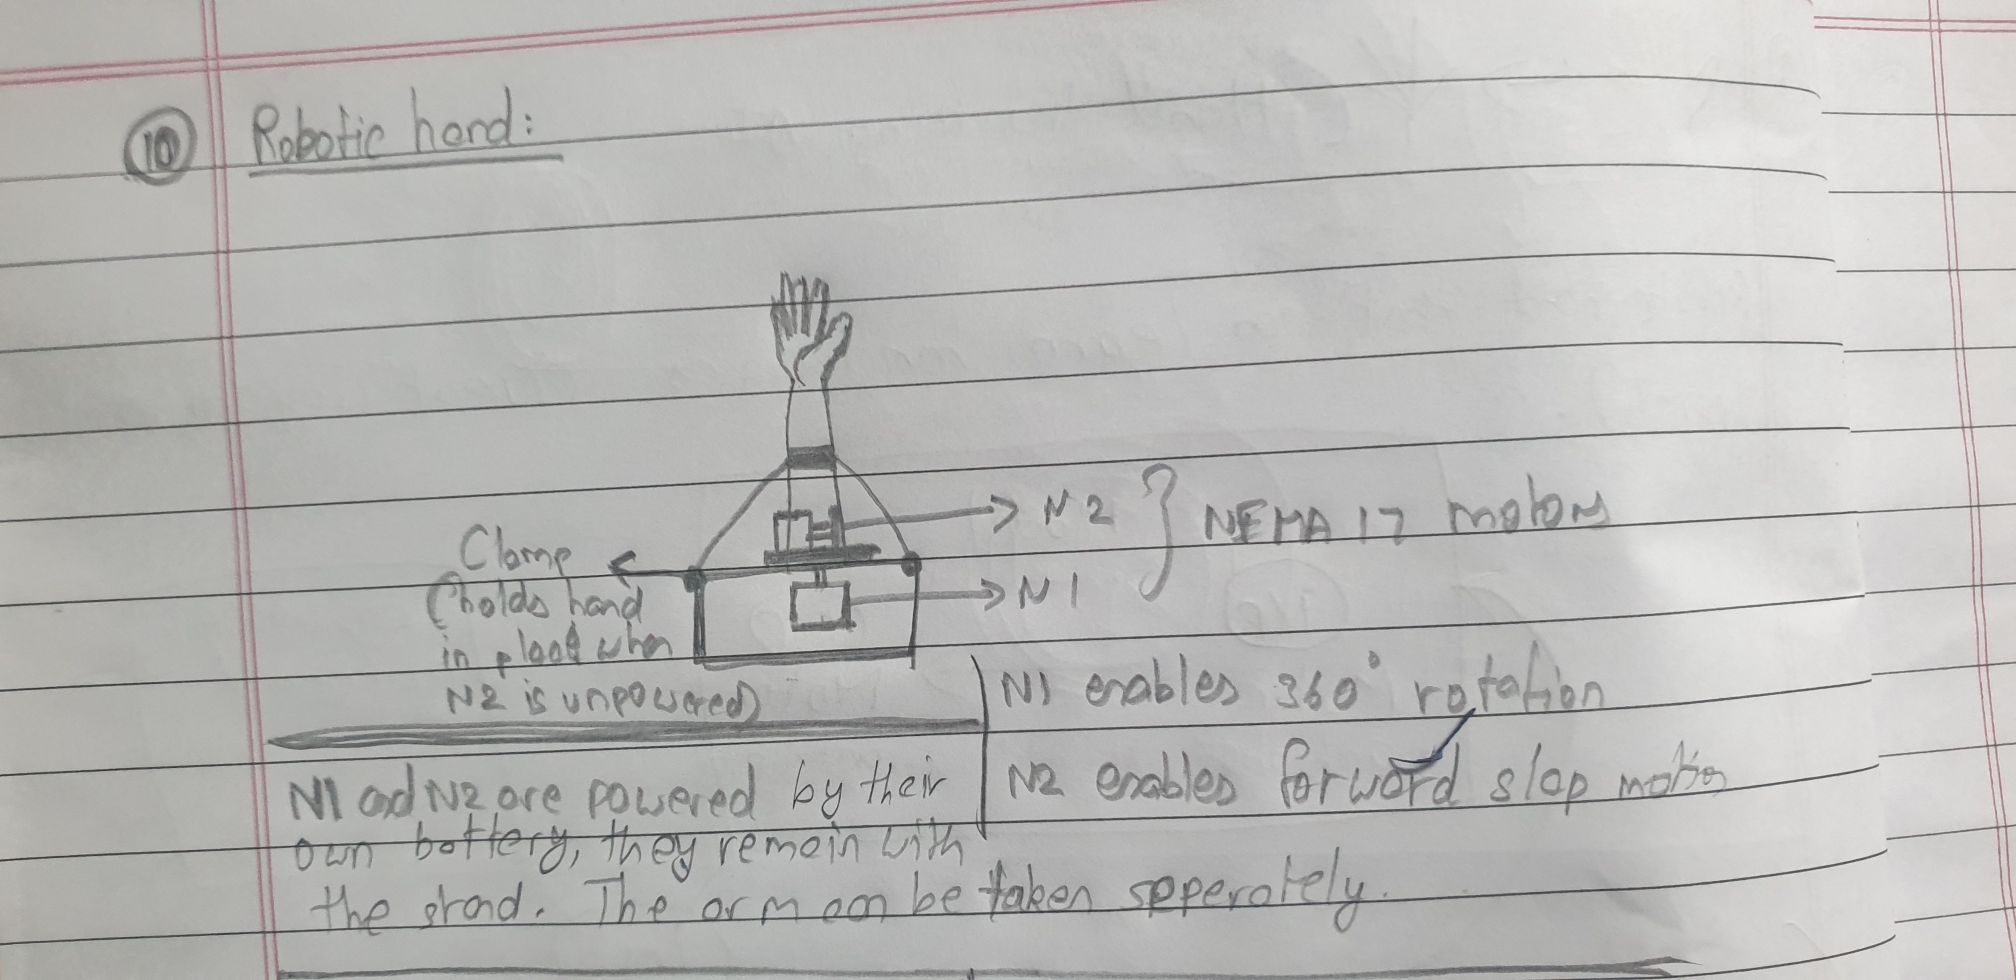 10 Robotic hand:
N2 } NEMA 17 motors
Clamp
(holds hand
N1
in place when
N2 is unpowered)
N1 enables 360° rotation
N2 enables forward slap motion
N1 and N2 are powered by their
own battery, they remain with
the stand. The arm can be taken seperately.